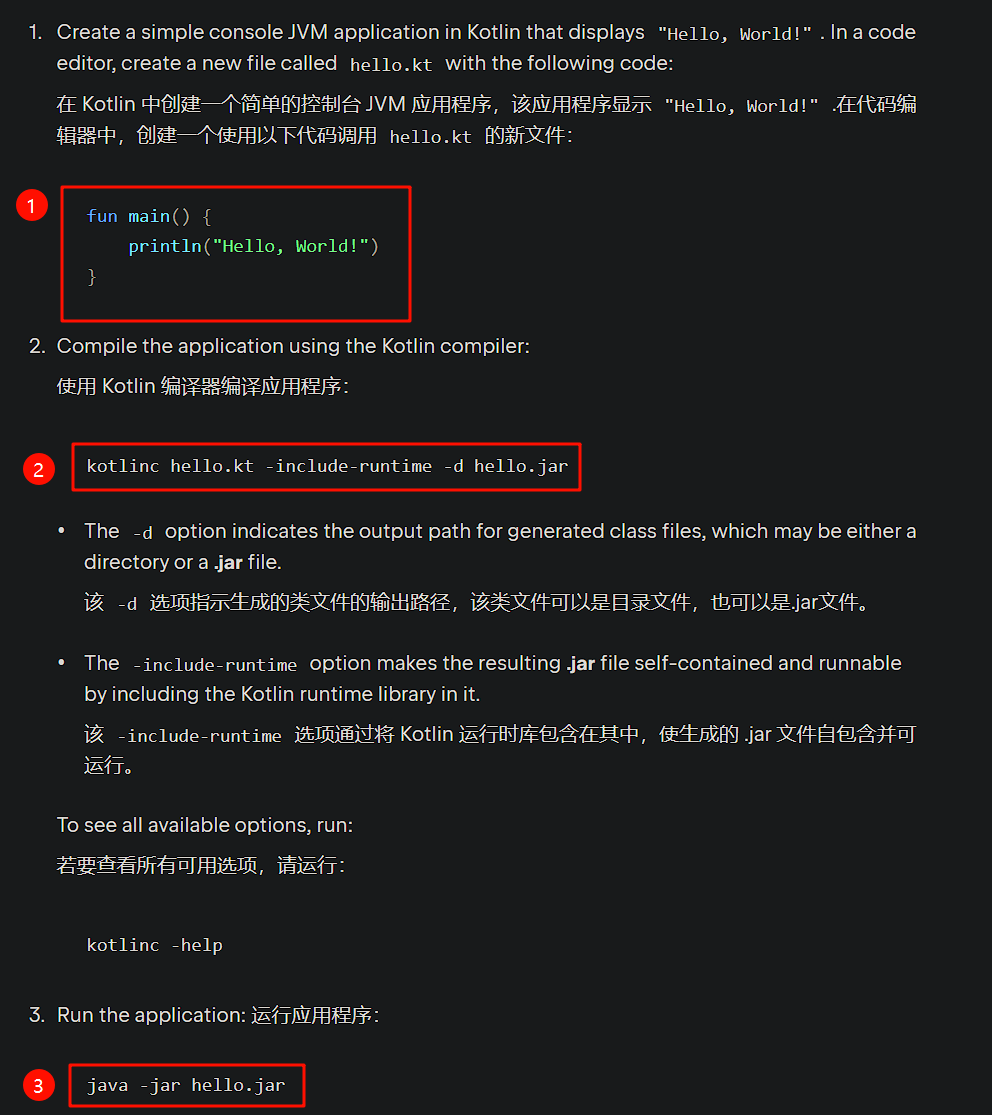 1. Create a simple console JVM application in Kotlin that displays "Hello, World!" . In a code
editor, create a new file called hello.kt with the following code:
在 Kotlin 中创建一个简单的控制台 JVM 应用程序，该应用程序显示 "Hello, World!" .在代码编
辑器中，创建一个使用以下代码调用 hello.kt 的新文件：
1
fun main() {
    println("Hello, World!")
}
2. Compile the application using the Kotlin compiler:
使用 Kotlin 编译器编译应用程序：
2
kotlinc hello.kt -include-runtime -d hello.jar
• The -d option indicates the output path for generated class files, which may be either a
directory or a .jar file.
该 -d 选项指示生成的类文件的输出路径，该类文件可以是目录文件，也可以是.jar文件。
• The -include-runtime option makes the resulting .jar file self-contained and runnable
by including the Kotlin runtime library in it.
该 -include-runtime 选项通过将 Kotlin 运行时库包含在其中，使生成的 .jar 文件自包含并可
运行。
To see all available options, run:
若要查看所有可用选项，请运行：
kotlinc -help
3. Run the application: 运行应用程序：
3
java -jar hello.jar